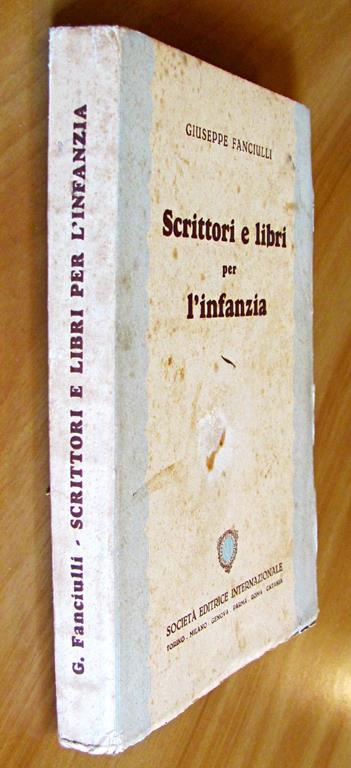 G. Fanciulli - SCRITTORI E LIBRI PER L'INFANZIA
GIUSEPPE FANCIULLI
Scrittori e libri
per
l'infanzia
SOCIETÀ EDITRICE INTERNAZIONALE
TORINO - MILANO - GENOVA - PARMA - ROMA - CATANIA